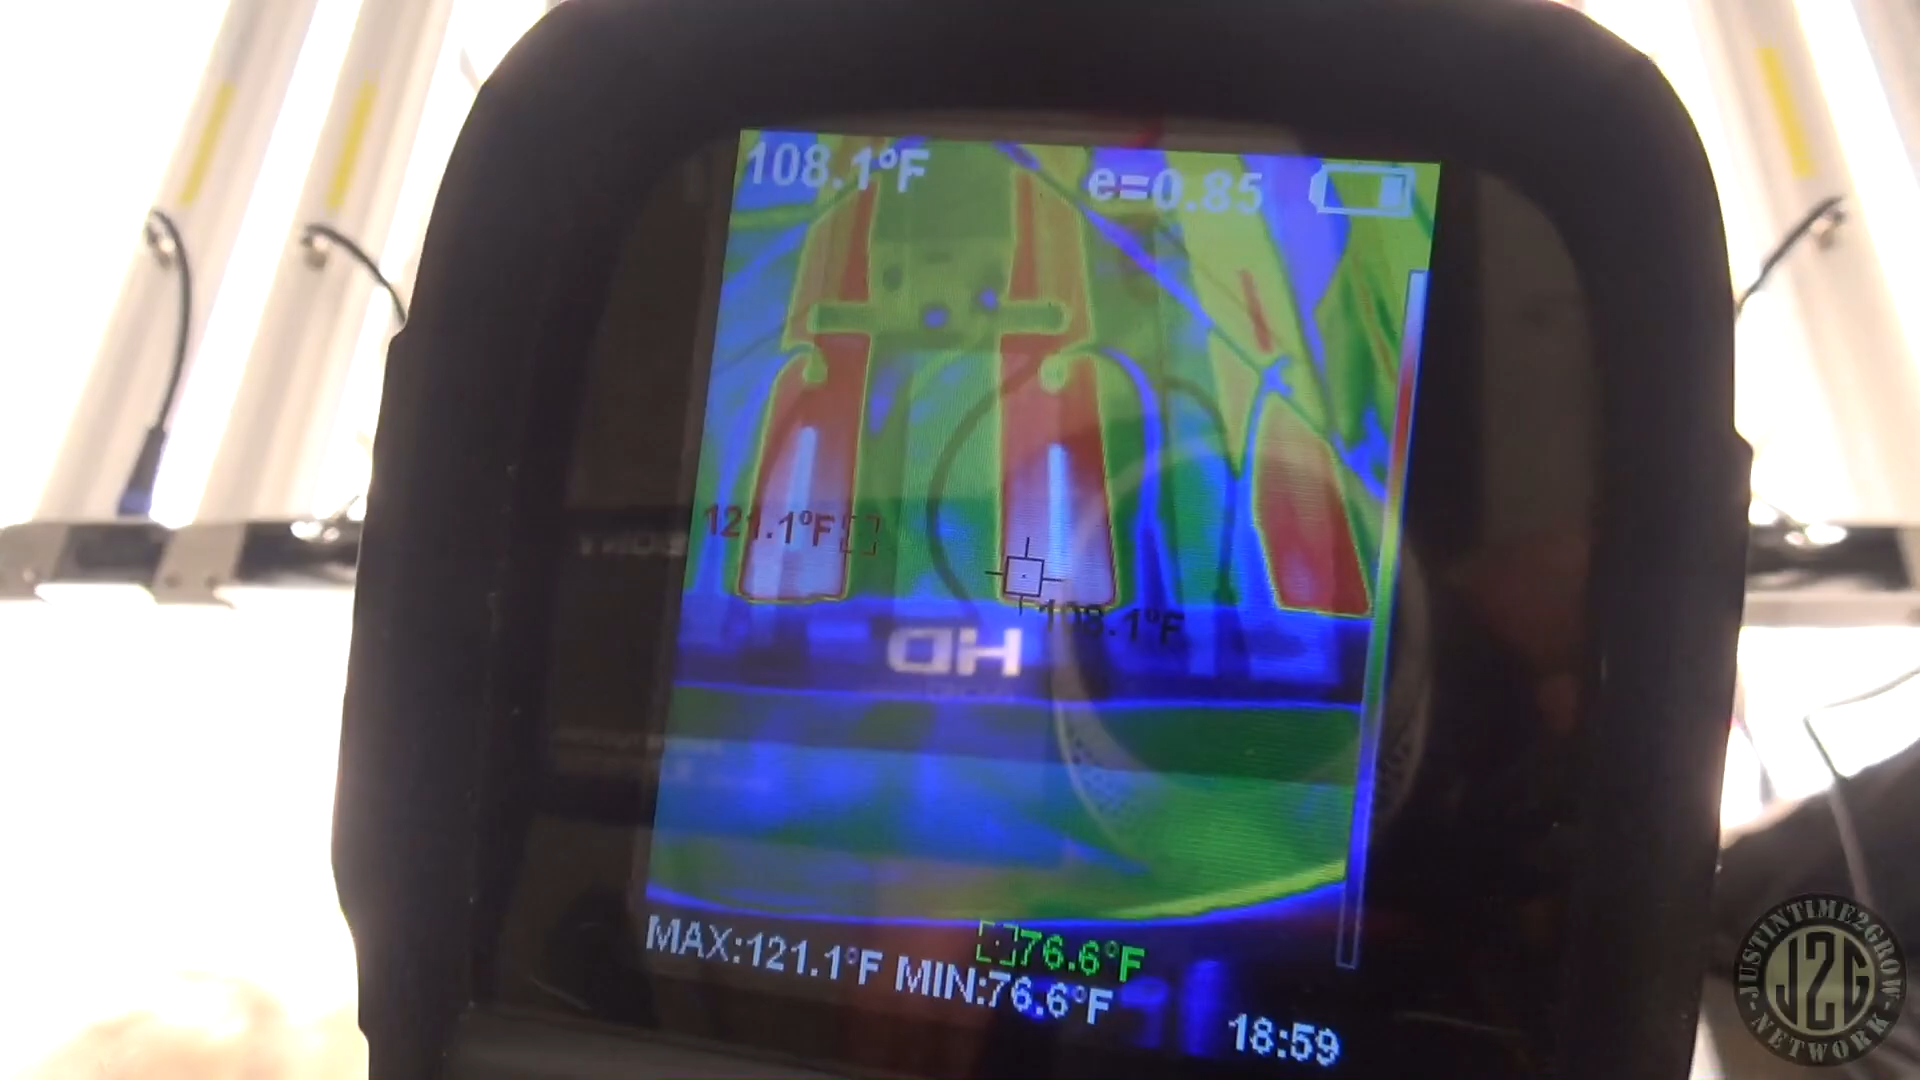 108.1°F
e=0.85
121.1°F
108.1°F
HD
SONY
76.6°F
MAX:121.1°F MIN:76.6°F
18:59
JUSTINTIME2GROW
J2G
NETWORK